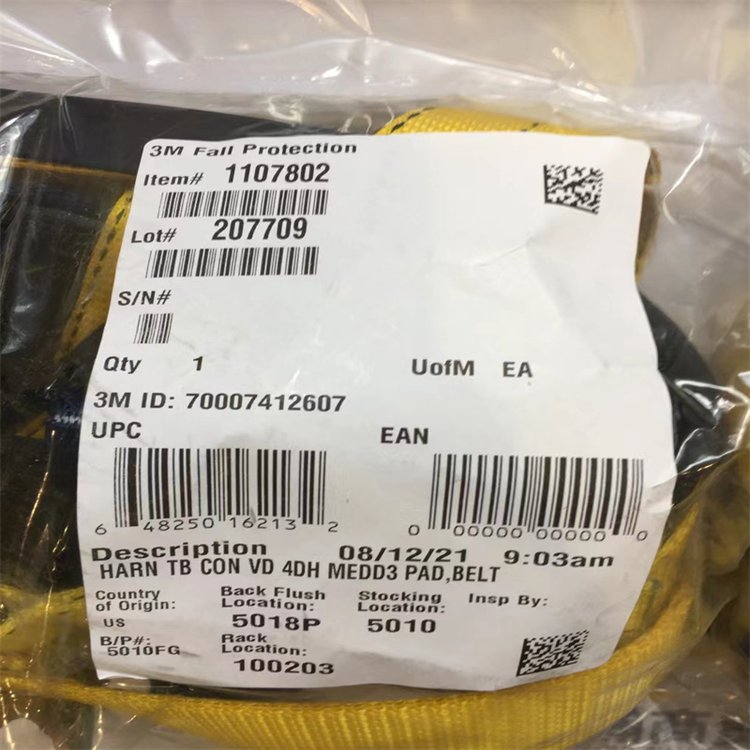 3M Fall Protection
Item# 1107802
Lot# 207709
S/N#
Qty 1 UofM EA
3M ID: 70007412607
UPC EAN
6 48250 16213 2 0 00000 00000 0
Description 08/12/21 9:03am
HARN TB CON VD 4DH MEDD3 PAD,BELT
Country of Origin: US
Back Flush Location: 5018P
Stocking Location: 5010
Insp By:
B/P#: 5010FG
Rack Location: 100203